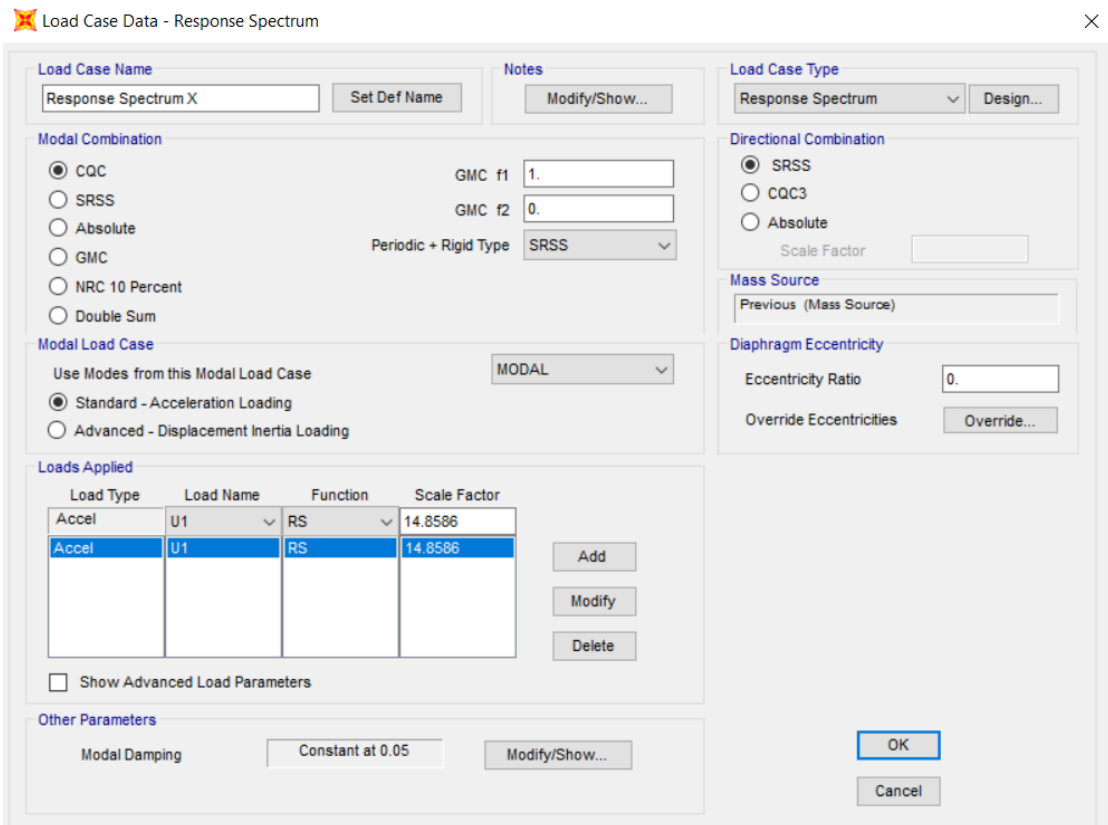 Load Case Data - Response Spectrum
Load Case Name
Response Spectrum X
Set Def Name
Notes
Modify/Show...
Load Case Type
Response Spectrum
Design...
Modal Combination
CQC
SRSS
Absolute
GMC
NRC 10 Percent
Double Sum
GMC f1
1.
GMC f2
0.
Periodic + Rigid Type
SRSS
Directional Combination
SRSS
CQC3
Absolute
Scale Factor
Mass Source
Previous (Mass Source)
Modal Load Case
Use Modes from this Modal Load Case
MODAL
Standard - Acceleration Loading
Advanced - Displacement Inertia Loading
Diaphragm Eccentricity
Eccentricity Ratio
0.
Override Eccentricities
Override...
Loads Applied
Load Type Load Name Function Scale Factor
Accel U1 RS 14.8586
Accel U1 RS 14.8586
Add
Modify
Delete
Show Advanced Load Parameters
Other Parameters
Modal Damping
Constant at 0.05
Modify/Show...
OK
Cancel